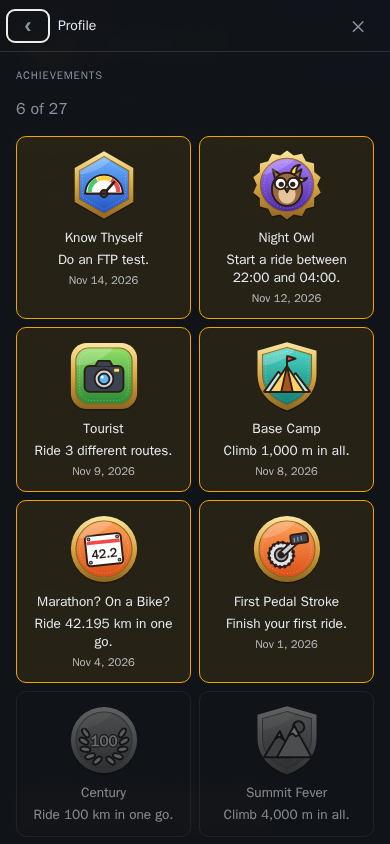 ‹ Profile ×
ACHIEVEMENTS
6 of 27
Know Thyself
Do an FTP test.
Nov 14, 2026
Night Owl
Start a ride between
22:00 and 04:00.
Nov 12, 2026
Tourist
Ride 3 different routes.
Nov 9, 2026
Base Camp
Climb 1,000 m in all.
Nov 8, 2026
42.2
Marathon? On a Bike?
Ride 42.195 km in one
go.
Nov 4, 2026
First Pedal Stroke
Finish your first ride.
Nov 1, 2026
100
Century
Ride 100 km in one go.
Summit Fever
Climb 4,000 m in all.